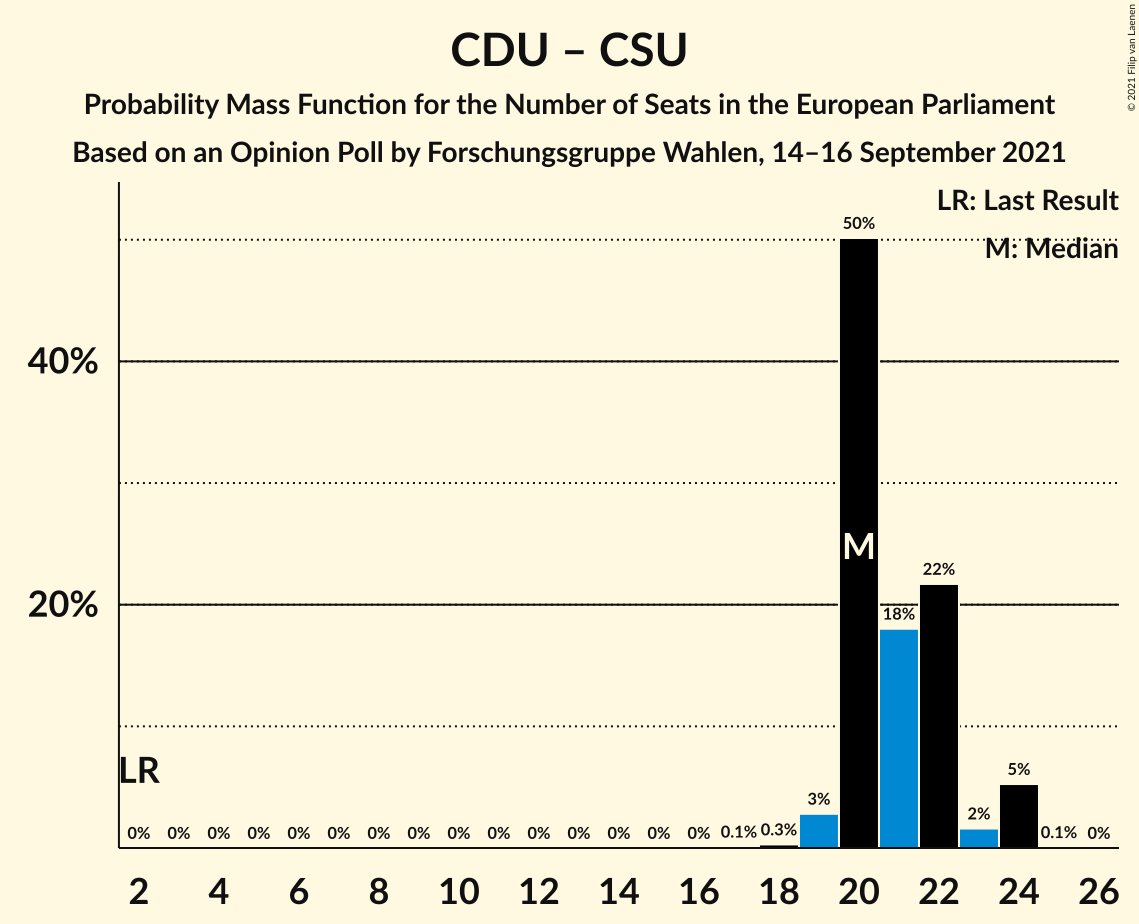 CDU – CSU
Probability Mass Function for the Number of Seats in the European Parliament
Based on an Opinion Poll by Forschungsgruppe Wahlen, 14–16 September 2021
© 2021 Filip van Laenen
LR: Last Result
M: Median
50%
40%
M
22%
20%
18%
LR
5%
3%
2%
0% 0% 0% 0% 0% 0% 0% 0% 0% 0% 0% 0% 0% 0% 0% 0.1% 0.3% 0.1% 0%
2 4 6 8 10 12 14 16 18 20 22 24 26